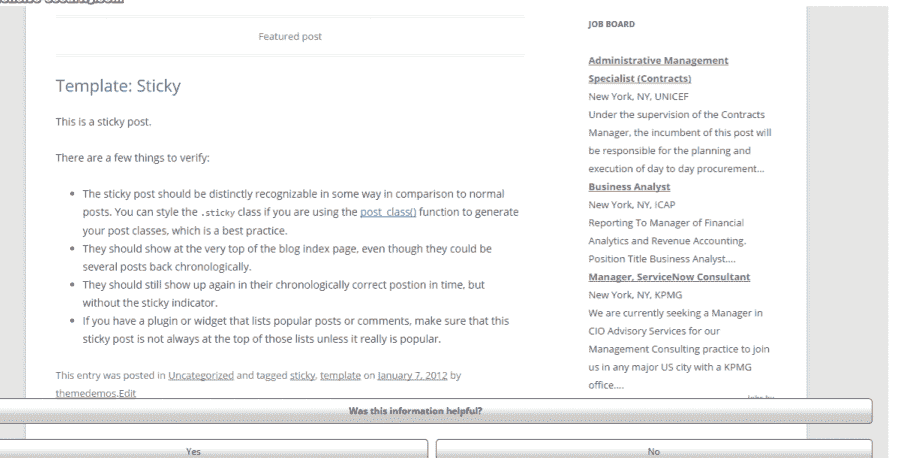 Featured post
Template: Sticky
This is a sticky post.
There are a few things to verify:
The sticky post should be distinctly recognizable in some way in comparison to normal
posts. You can style the .sticky class if you are using the post_class() function to generate
your post classes, which is a best practice.
They should show at the very top of the blog index page, even though they could be
several posts back chronologically.
They should still show up again in their chronologically correct postion in time, but
without the sticky indicator.
If you have a plugin or widget that lists popular posts or comments, make sure that this
sticky post is not always at the top of those lists unless it really is popular.
This entry was posted in Uncategorized and tagged sticky, template on January 7, 2012 by
themedemos.Edit
JOB BOARD
Administrative Management
Specialist (Contracts)
New York, NY, UNICEF
Under the supervision of the Contracts
Manager, the incumbent of this post will
be responsible for the planning and
execution of day to day procurement...
Business Analyst
New York, NY, ICAP
Reporting To Manager of Financial
Analytics and Revenue Accounting.
Position Title Business Analyst....
Manager, ServiceNow Consultant
New York, NY, KPMG
We are currently seeking a Manager in
CIO Advisory Services for our
Management Consulting practice to join
us in any major US city with a KPMG
office....
Was this information helpful?
Yes
No